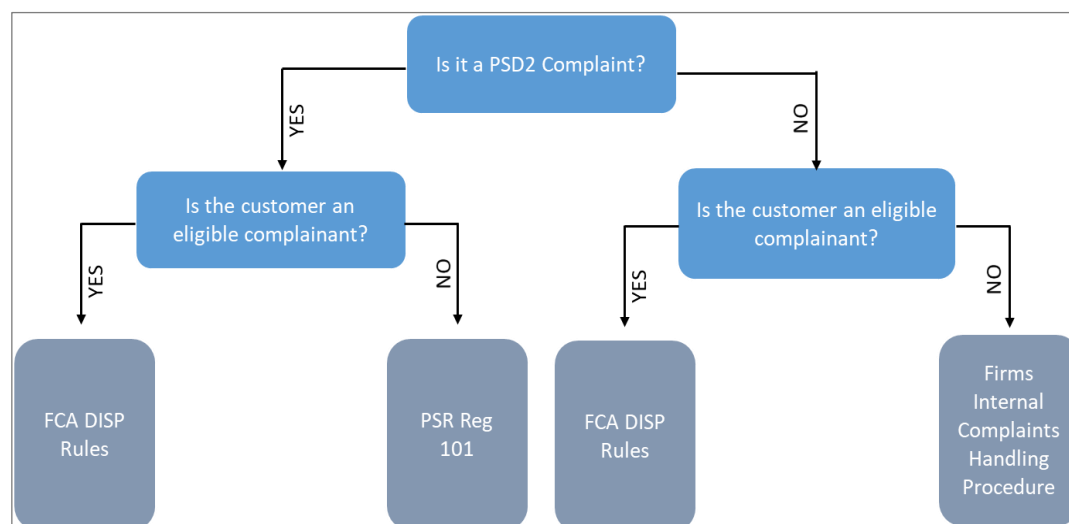 Is it a PSD2 Complaint?
YES
NO
Is the customer an
eligible complainant?
Is the customer an eligible
complainant?
YES
NO
YES
NO
FCA DISP
Rules
PSR Reg
101
FCA DISP
Rules
Firms
Internal
Complaints
Handling
Procedure